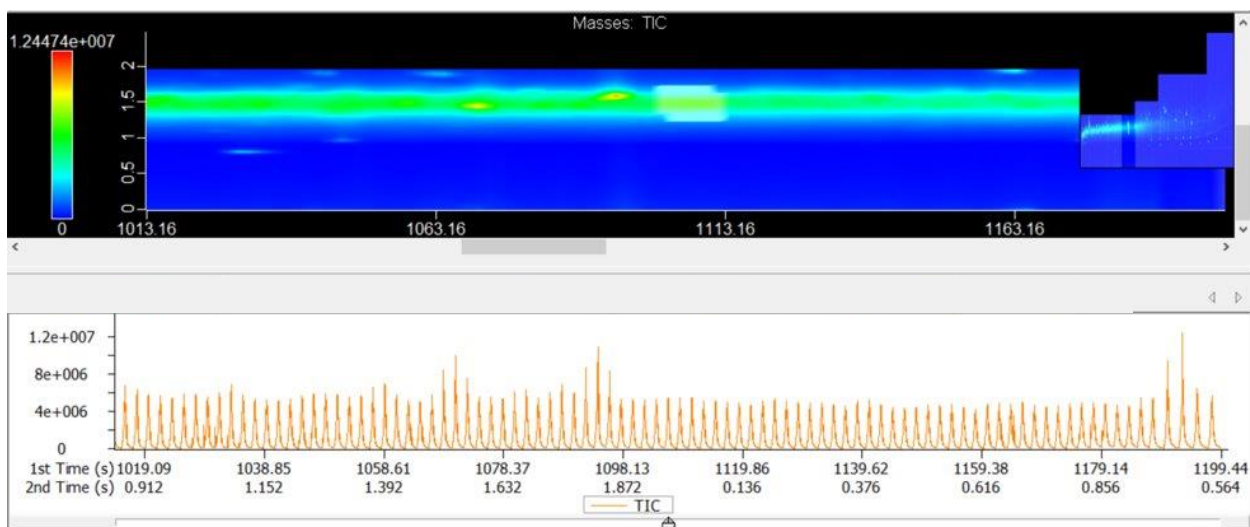 Masses: TIC
1.24474e+007
0
2
1.5
1
0.5
0
1013.16 1063.16 1113.16 1163.16
1.2e+007
8e+006
4e+006
0
1st Time (s) 1019.09 1038.85 1058.61 1078.37 1098.13 1119.86 1139.62 1159.38 1179.14 1199.44
2nd Time (s) 0.912 1.152 1.392 1.632 1.872 0.136 0.376 0.616 0.856 0.564
TIC